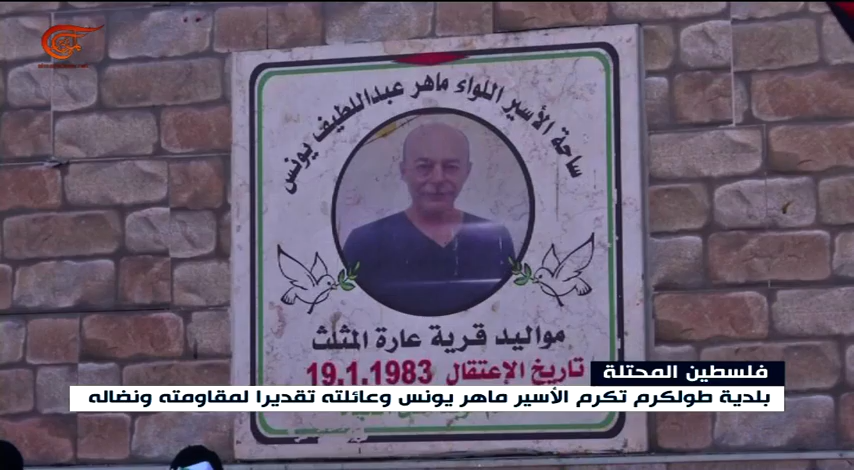 ساحة الأسير اللواء ماهر عبداللطيف يونس
مواليد قرية عارة المثلث
تاريخ الإعتقال 19.1.1983
فلسطين المحتلة
بلدية طولكرم تكرم الأسير ماهر يونس وعائلته تقديرا لمقاومته ونضاله